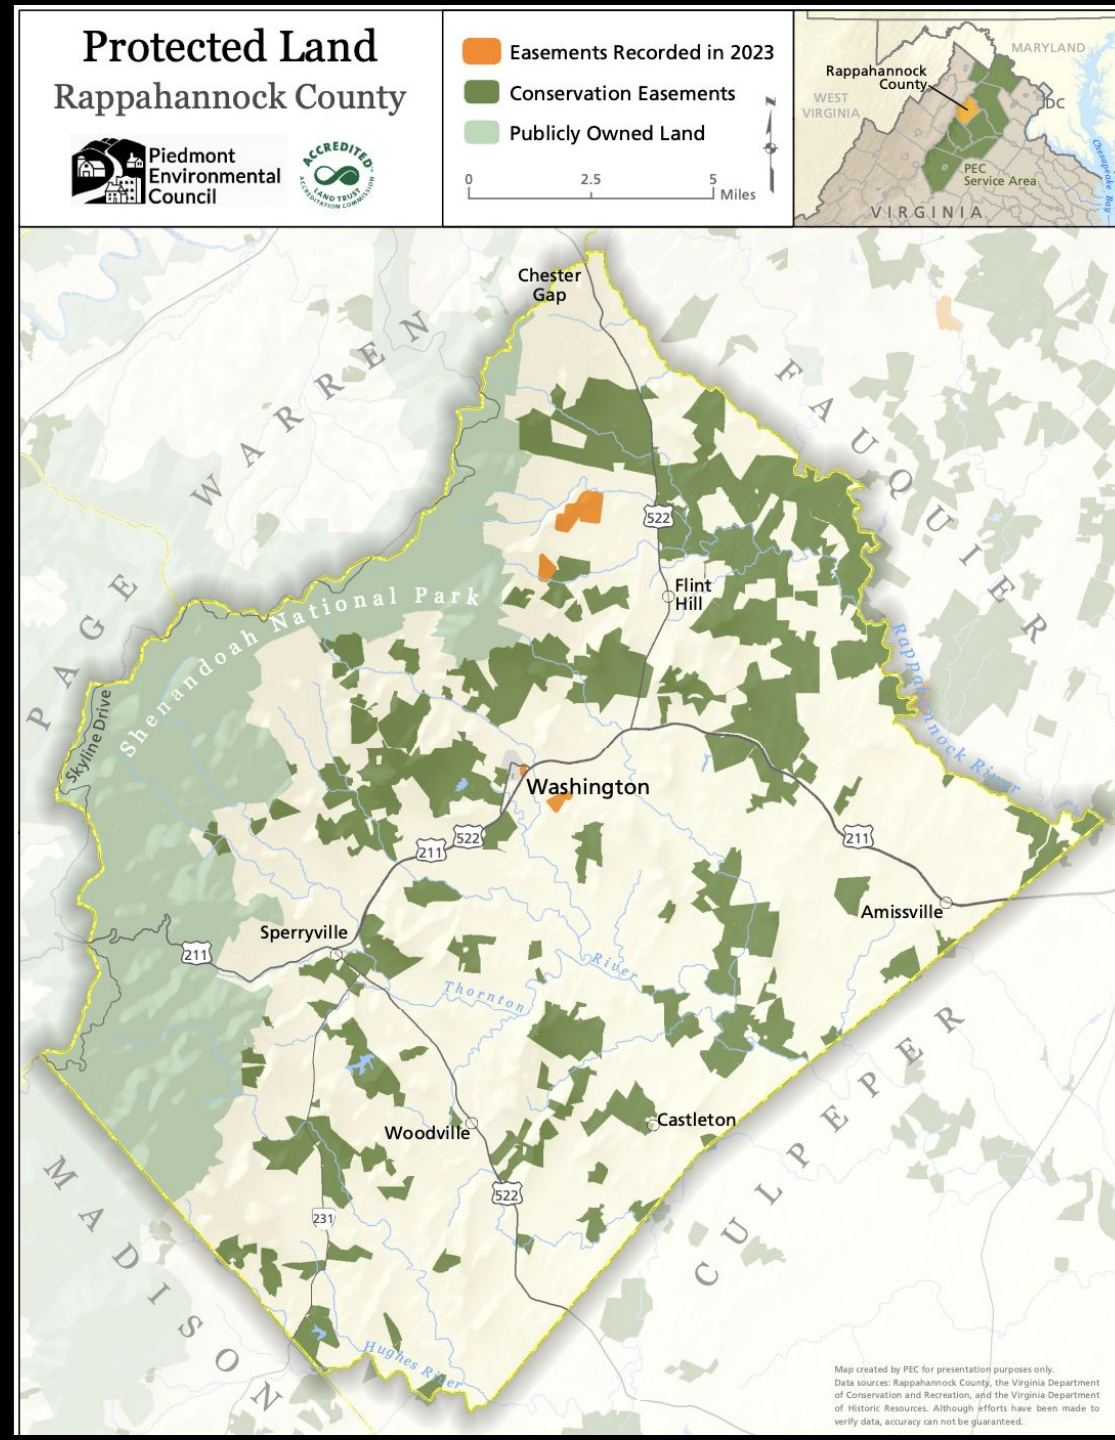 Protected Land
Rappahannock County
Piedmont
Environmental
Council
ACCREDITED
LAND TRUST
ACCREDITATION COMMISSION
Easements Recorded in 2023
Conservation Easements
Publicly Owned Land
N
0 2.5 5
Miles
MARYLAND
Rappahannock
County
WEST
VIRGINIA
DC
PEC
Service Area
VIRGINIA
Chesapeake Bay
Chester
Gap
WARREN
FAUQUIER
522
Flint
Hill
PAGE
Shenandoah National Park
Rappahannock River
Skyline Drive
Washington
522
211
211
Amissville
Sperryville
211
River
Thornton
Castleton
Woodville
CULPEPER
MADISON
522
231
Hughes River
Map created by PEC for presentation purposes only.
Data sources: Rappahannock County, the Virginia Department
of Conservation and Recreation, and the Virginia Department
of Historic Resources. Although efforts have been made to
verify data, accuracy can not be guaranteed.